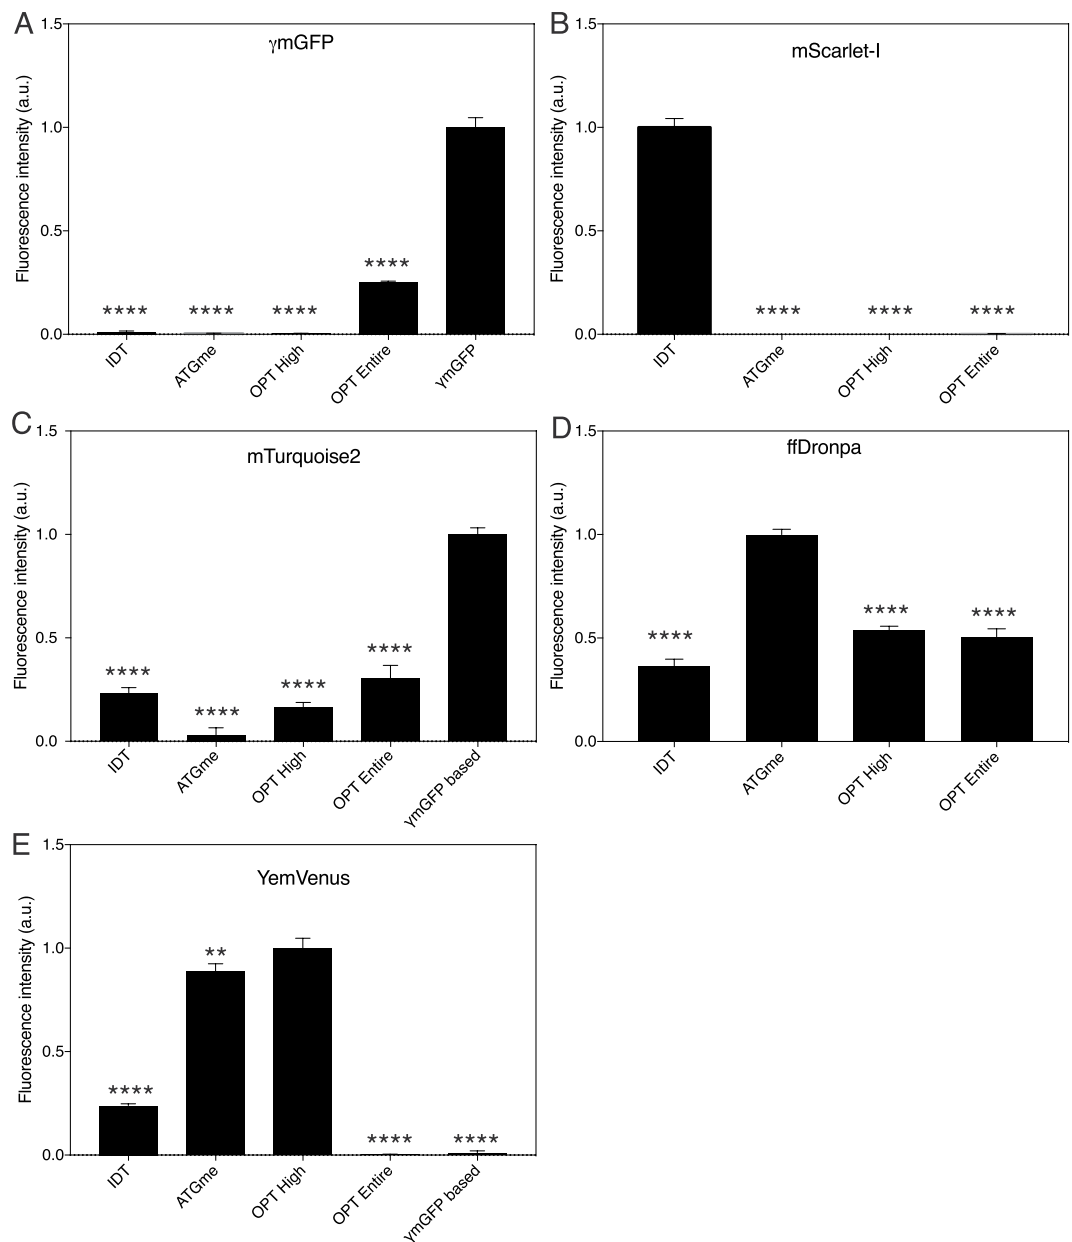 A
γmGFP
Fluorescence intensity (a.u.)
1.5
1.0
0.5
0.0
****
****
****
****
IDT
ATGme
OPT High
OPT Entire
γmGFP
B
mScarlet-I
Fluorescence intensity (a.u.)
1.5
1.0
0.5
0.0
****
****
****
IDT
ATGme
OPT High
OPT Entire
C
mTurquoise2
Fluorescence intensity (a.u.)
1.5
1.0
0.5
0.0
****
****
****
****
IDT
ATGme
OPT High
OPT Entire
γmGFP based
D
ffDronpa
Fluorescence intensity (a.u.)
1.5
1.0
0.5
0.0
****
****
****
IDT
ATGme
OPT High
OPT Entire
E
YemVenus
Fluorescence intensity (a.u.)
1.5
1.0
0.5
0.0
****
**
****
****
IDT
ATGme
OPT High
OPT Entire
γmGFP based